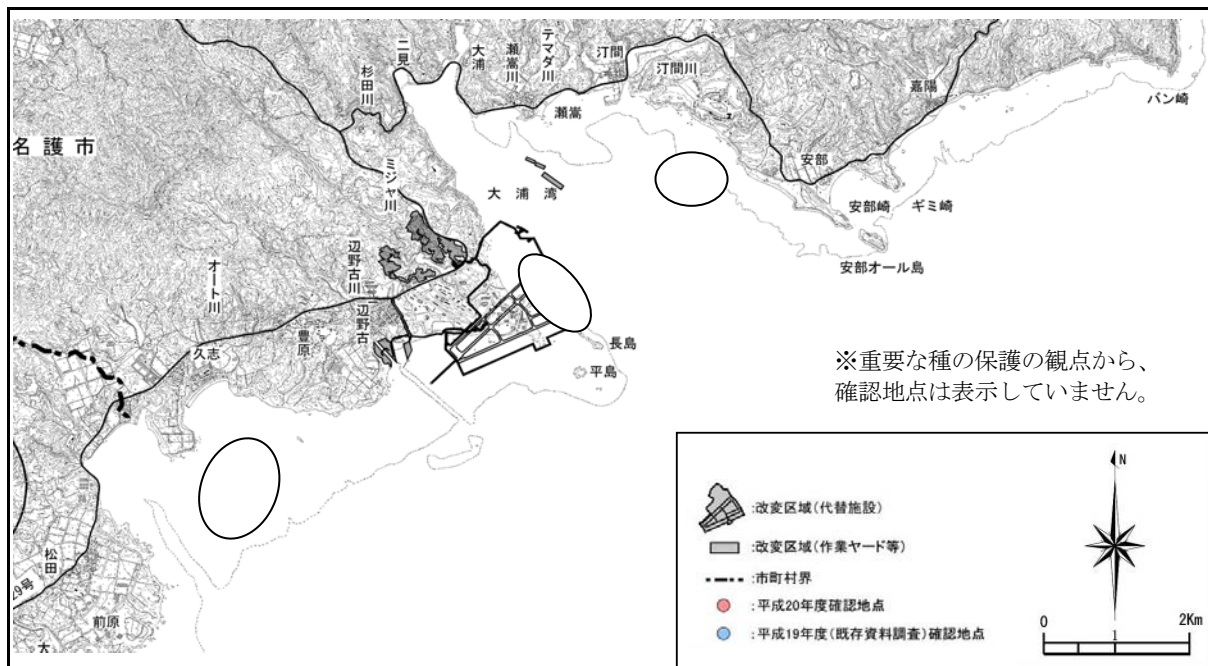 名護市
杉田川
二見
大浦
瀬嵩川
テマダ川
汀間
汀間川
瀬嵩
嘉陽
バン崎
安部
安部崎
ギミ崎
安部オール島
大浦湾
ミジャ川
辺野古川
辺野古
オート川
豊原
久志
長島
平島
松田
29号
前原
大
※重要な種の保護の観点から、
確認地点は表示していません。
:改変区域(代替施設)
:改変区域(作業ヤード等)
:市町村界
:平成20年度確認地点
:平成19年度(既存資料調査)確認地点
N
0 1 2Km